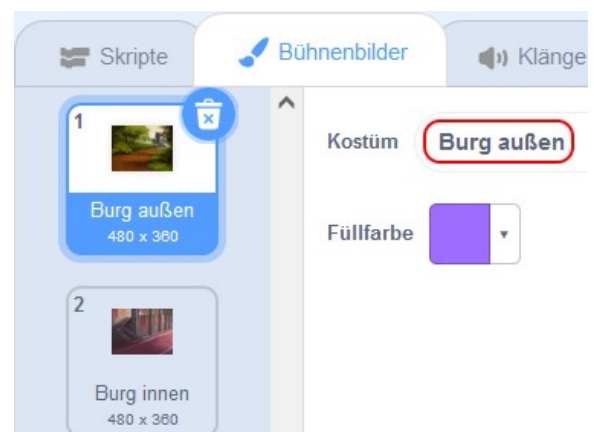 Skripte
Bühnenbilder
Klänge
1
Burg außen
480 x 360
2
Burg innen
480 x 360
Kostüm
Burg außen
Füllfarbe